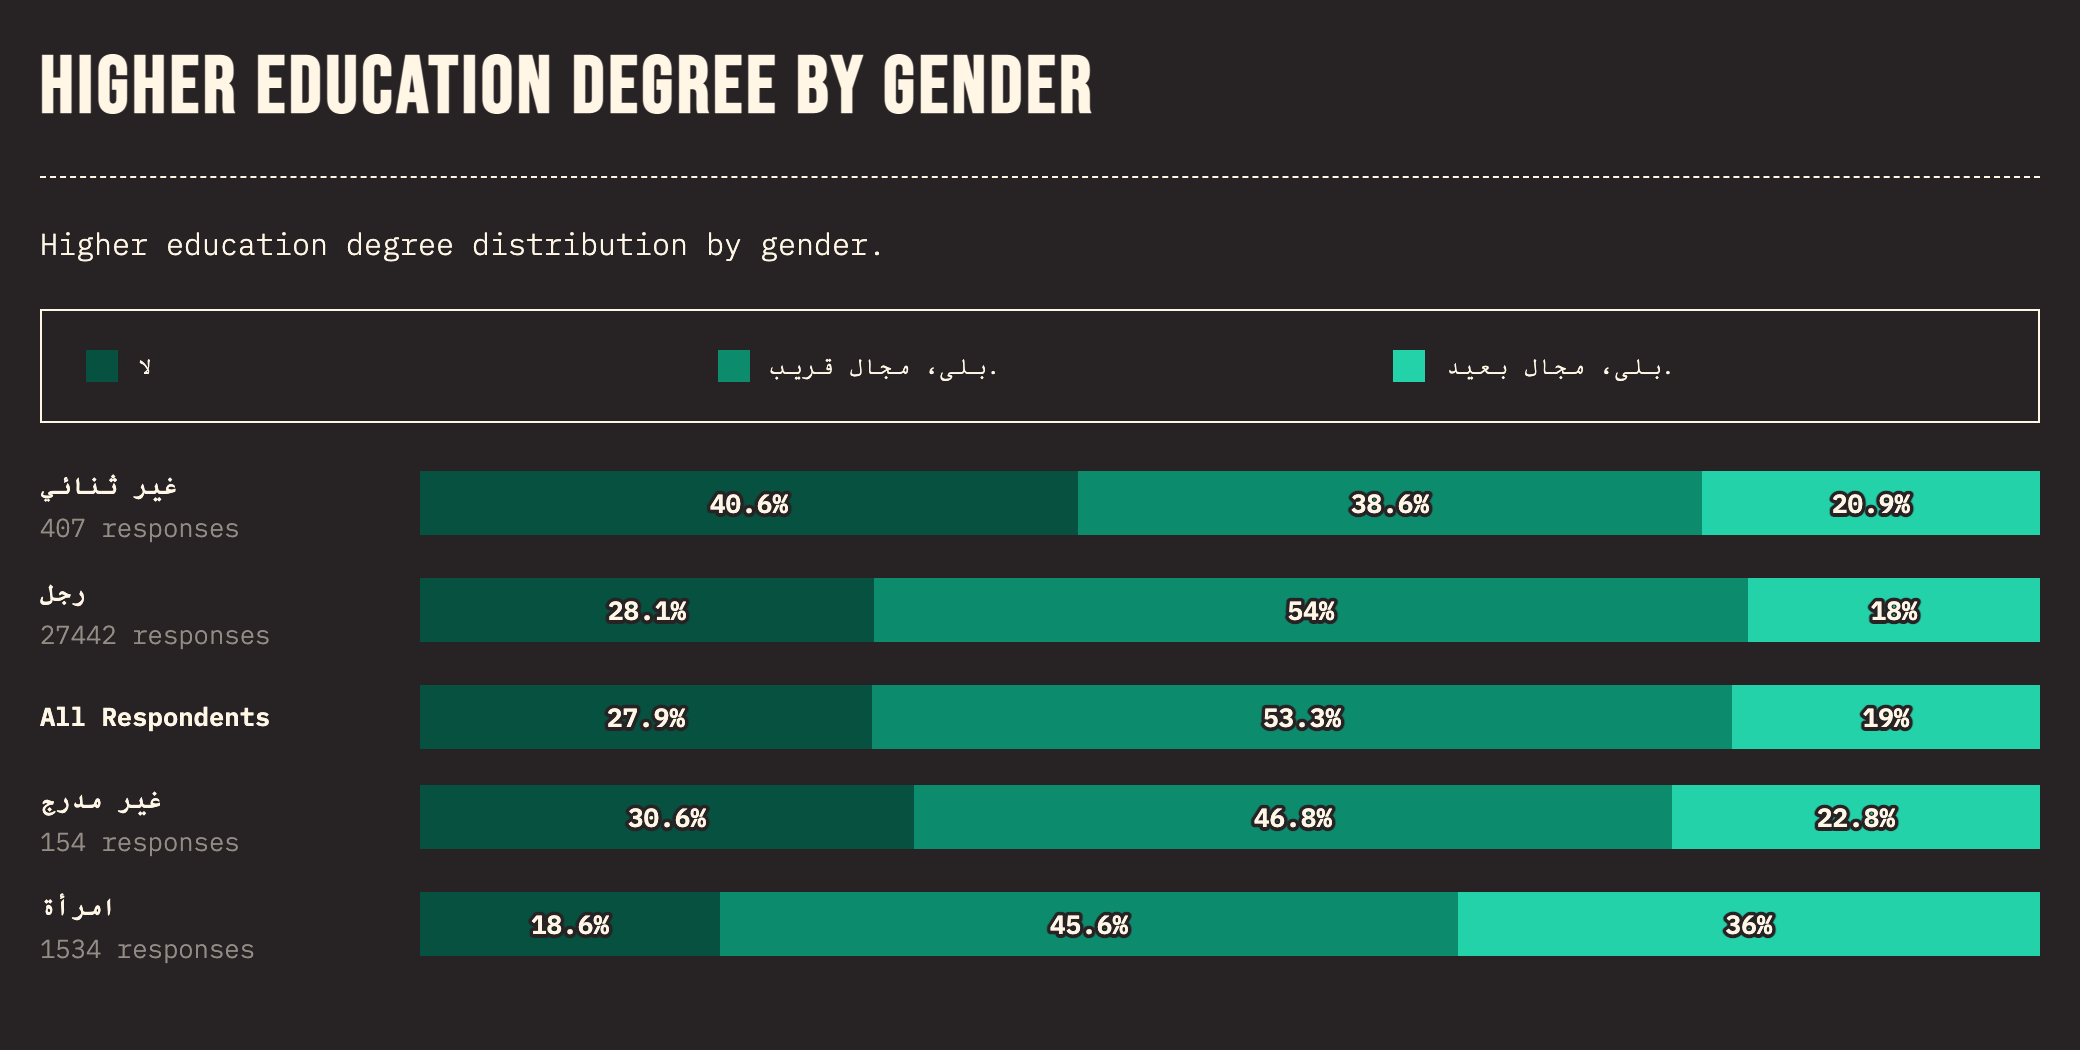 HIGHER EDUCATION DEGREE BY GENDER
Higher education degree distribution by gender.
لا
بلى، مجال قريب.
بلى، مجال بعيد.
غير ثنائي
407 responses
40.6% 38.6% 20.9%
رجل
27442 responses
28.1% 54% 18%
All Respondents
27.9% 53.3% 19%
غير مدرج
154 responses
30.6% 46.8% 22.8%
امرأة
1534 responses
18.6% 45.6% 36%